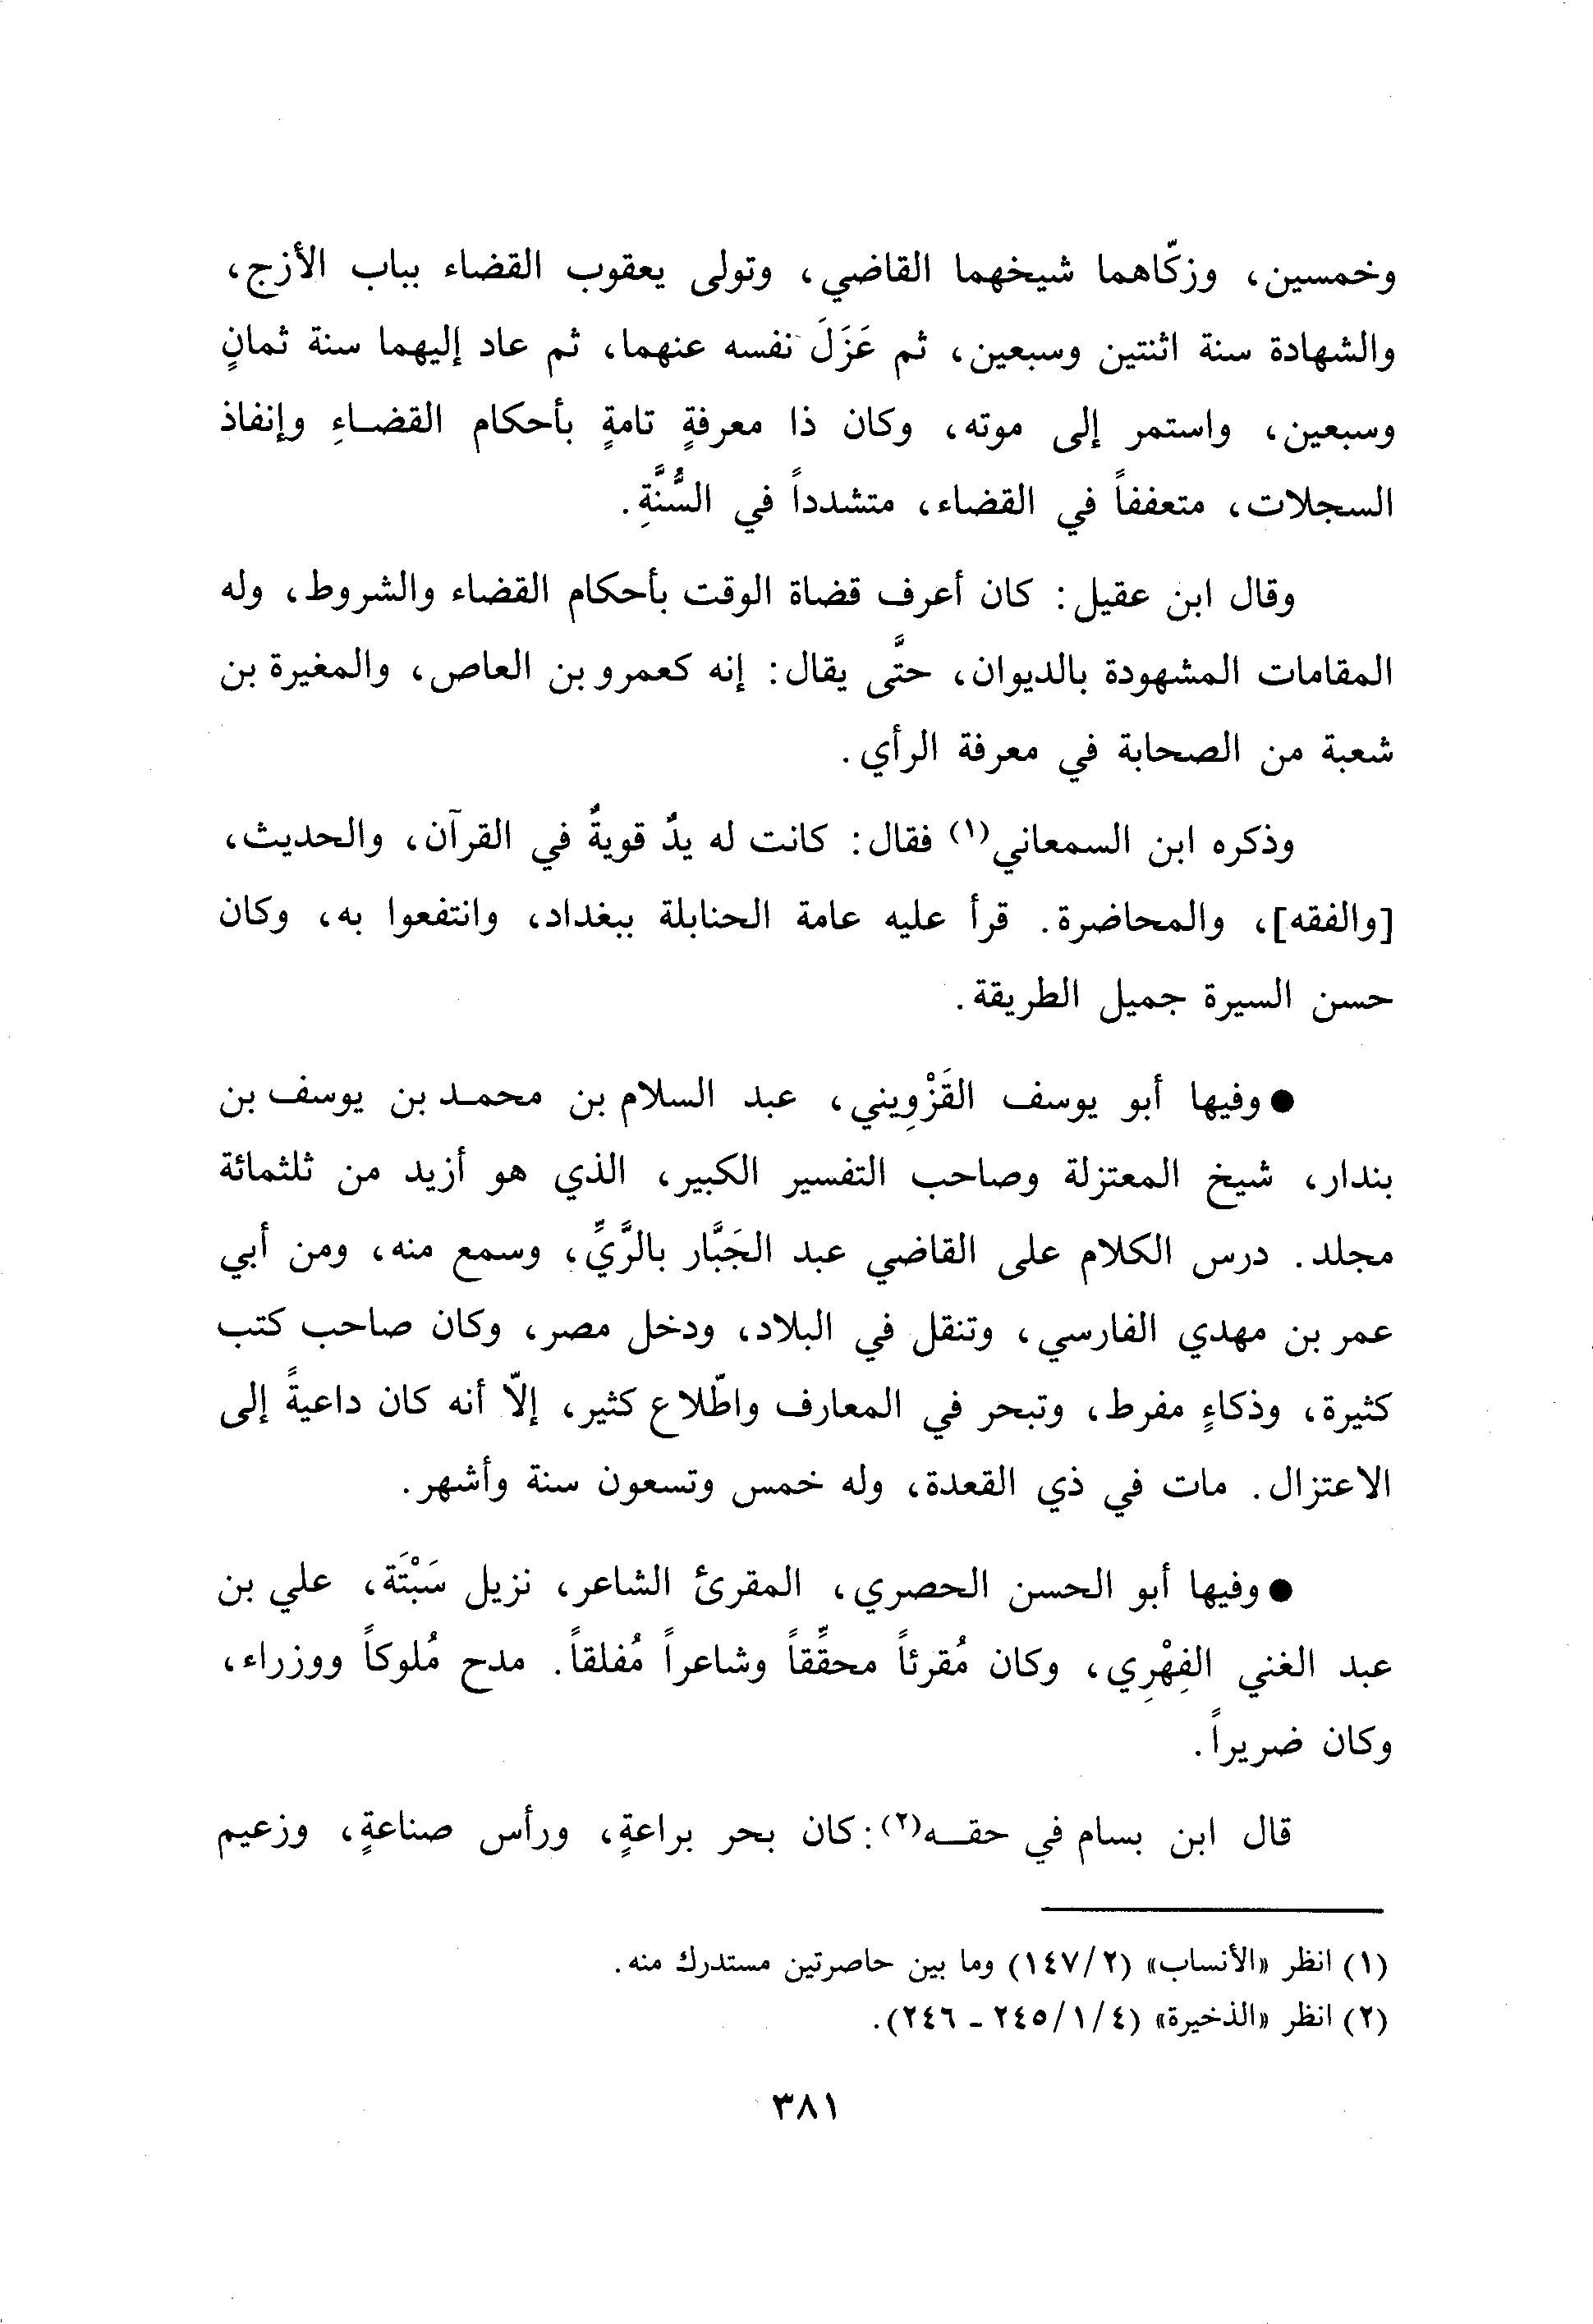 وخمسين، وزكّاهما شيخهما القاضي، وتولى يعقوب القضاء بباب الأزج،
والشهادة سنة اثنتين وسبعين، ثم عَزَلَ نفسه عنهما، ثم عاد إليهما سنة ثمانٍ
وسبعين، واستمر إلى موته، وكان ذا معرفةٍ تامةٍ بأحكام القضاءِ وإنفاذ
السجلات، متعففاً في القضاء، متشدداً في السُّنَّةِ.
وقال ابن عقيل: كان أعرف قضاة الوقت بأحكام القضاء والشروط، وله
المقامات المشهودة بالديوان، حتَّى يقال: إنه كعمرو بن العاص، والمغيرة بن
شعبة من الصحابة في معرفة الرأي.
وذكره ابن السمعاني(١) فقال: كانت له يدٌ قويةٌ في القرآن، والحديث،
[والفقه]، والمحاضرة. قرأ عليه عامة الحنابلة ببغداد، وانتفعوا به، وكان
حسن السيرة جميل الطريقة.
● وفيها أبو يوسف القَزْوِيني، عبد السلام بن محمد بن يوسف بن
بندار، شيخ المعتزلة وصاحب التفسير الكبير، الذي هو أزيد من ثلثمائة
مجلد. درس الكلام على القاضي عبد الجَبَّار بالرَّيِّ، وسمع منه، ومن أبي
عمر بن مهدي الفارسي، وتنقل في البلاد، ودخل مصر، وكان صاحب كتب
كثيرة، وذكاءٍ مفرط، وتبحر في المعارف واطّلاع كثير، إلّا أنه كان داعيةً إلى
الاعتزال. مات في ذي القعدة، وله خمس وتسعون سنة وأشهر.
● وفيها أبو الحسن الحصري، المقرئ الشاعر، نزيل سَبْتَة، علي بن
عبد الغني الفِهْرِي، وكان مُقرئاً محقِّقاً وشاعراً مُفلقاً. مدح مُلوكاً ووزراء،
وكان ضريراً.
قال ابن بسام في حقه(٢): كان بحر براعةٍ، ورأس صناعةٍ، وزعيم
(١) انظر «الأنساب» (١٤٧/٢) وما بين حاصرتين مستدرك منه.
(٢) انظر «الذخيرة» (٢٤٥/١/٤ - ٢٤٦).
٣٨١